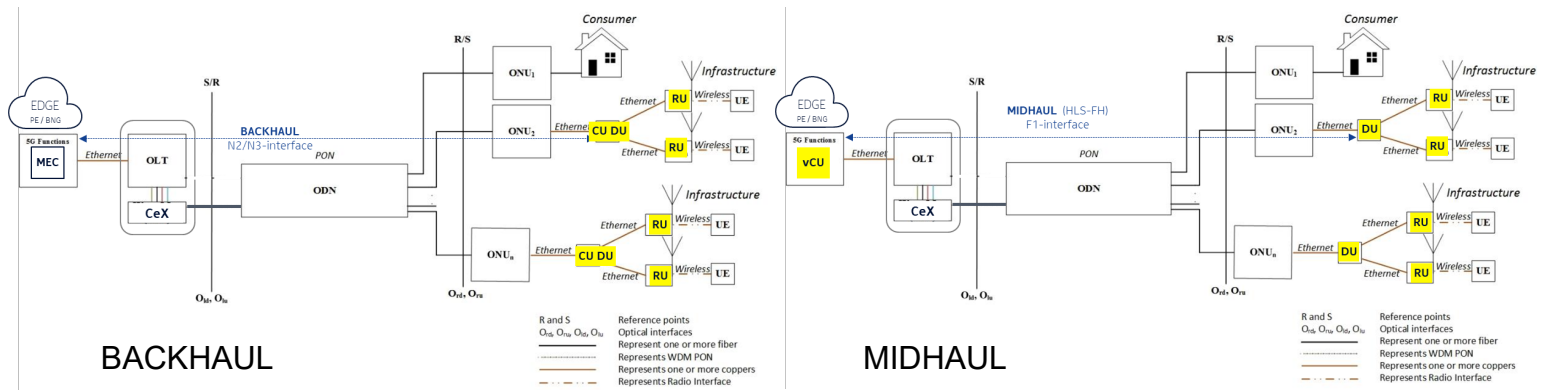 Consumer
R/S
S/R
ONU1
Infrastructure
EDGE
PE / BNG
Ethernet
RU
Wireless
UE
ONU2
Ethernet
CU DU
BACKHAUL
N2/N3-interface
5G Functions
MEC
Ethernet
OLT
PON
Ethernet
RU
Wireless
UE
ODN
CeX
Infrastructure
Ethernet
RU
Wireless
UE
ONUn
Ethernet
CU DU
Ethernet
RU
Wireless
UE
Old, Olu
Ord, Oru
R and S Reference points
Ord, Oru, Old, Olu Optical interfaces
Represent one or more fiber
Represents WDM PON
Represents one or more coppers
Represents Radio Interface
BACKHAUL
Consumer
R/S
S/R
ONU1
Infrastructure
EDGE
PE / BNG
Ethernet
RU
Wireless
UE
MIDHAUL (HLS-FH)
F1-interface
ONU2
Ethernet
DU
5G Functions
vCU
Ethernet
OLT
PON
Ethernet
RU
Wireless
UE
ODN
CeX
Infrastructure
Ethernet
RU
Wireless
UE
ONUn
Ethernet
DU
Ethernet
RU
Wireless
UE
Old, Olu
Ord, Oru
R and S Reference points
Ord, Oru, Old, Olu Optical interfaces
Represent one or more fiber
Represents WDM PON
Represents one or more coppers
Represents Radio Interface
MIDHAUL